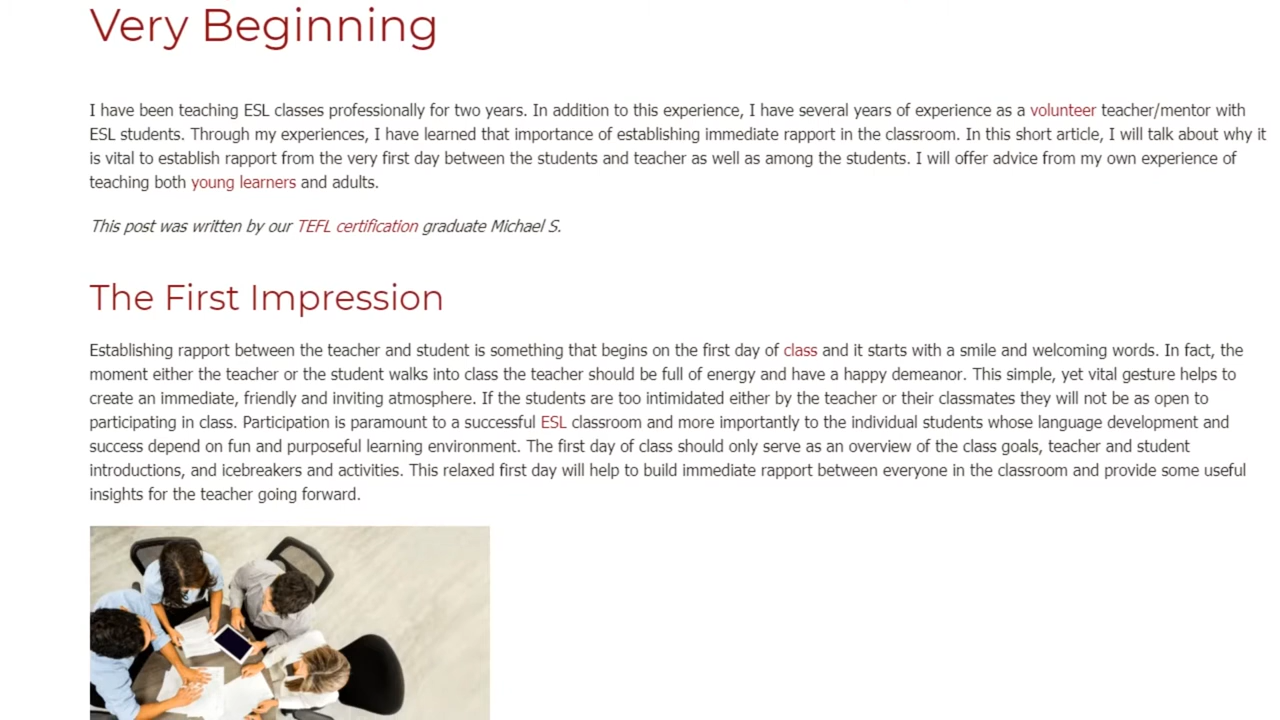 Very Beginning
I have been teaching ESL classes professionally for two years. In addition to this experience, I have several years of experience as a volunteer teacher/mentor with
ESL students. Through my experiences, I have learned that importance of establishing immediate rapport in the classroom. In this short article, I will talk about why it
is vital to establish rapport from the very first day between the students and teacher as well as among the students. I will offer advice from my own experience of
teaching both young learners and adults.
This post was written by our TEFL certification graduate Michael S.
The First Impression
Establishing rapport between the teacher and student is something that begins on the first day of class and it starts with a smile and welcoming words. In fact, the
moment either the teacher or the student walks into class the teacher should be full of energy and have a happy demeanor. This simple, yet vital gesture helps to
create an immediate, friendly and inviting atmosphere. If the students are too intimidated either by the teacher or their classmates they will not be as open to
participating in class. Participation is paramount to a successful ESL classroom and more importantly to the individual students whose language development and
success depend on fun and purposeful learning environment. The first day of class should only serve as an overview of the class goals, teacher and student
introductions, and icebreakers and activities. This relaxed first day will help to build immediate rapport between everyone in the classroom and provide some useful
insights for the teacher going forward.